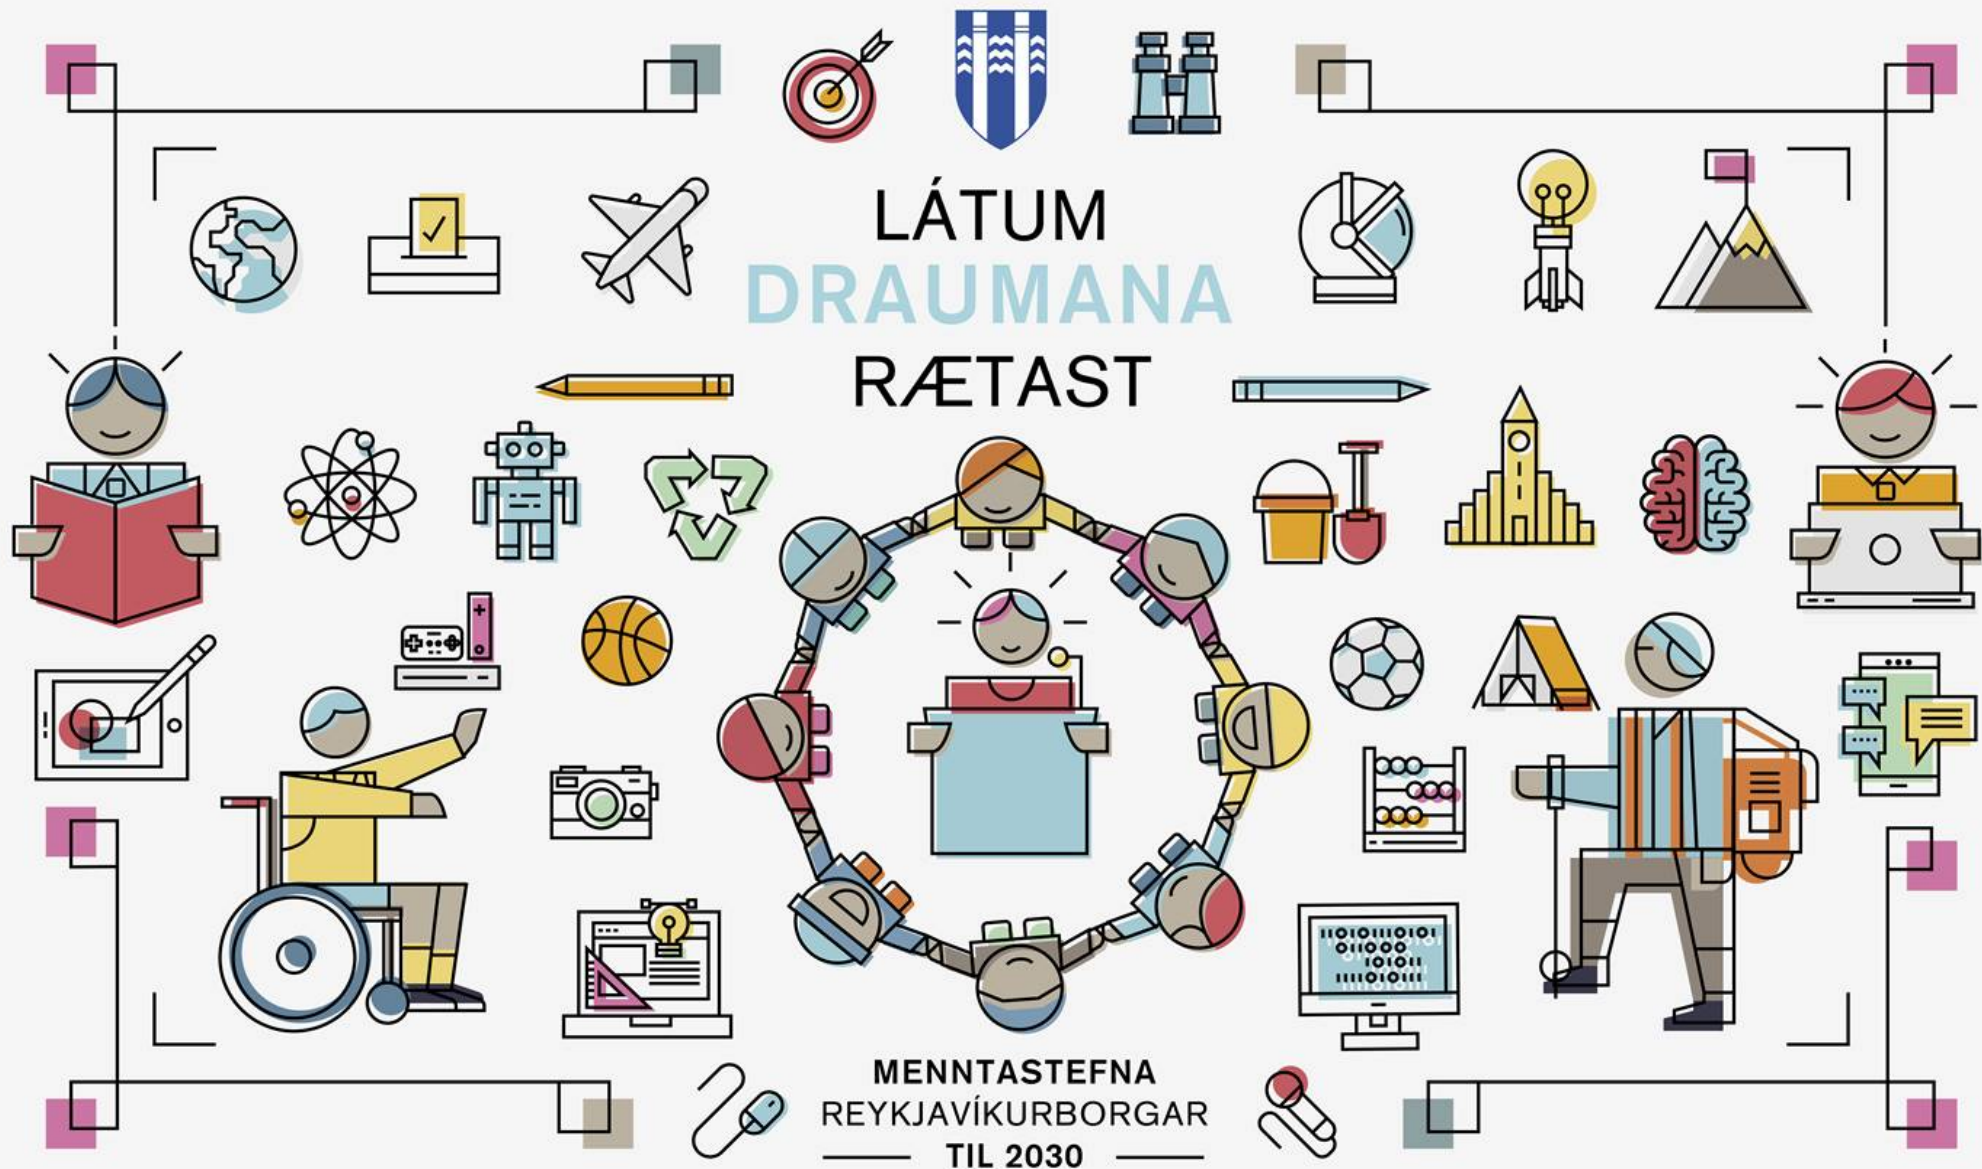 LÁTUM
DRAUMANA
RÆTAST
MENNTASTEFNA
REYKJAVÍKURBORGAR
TIL 2030